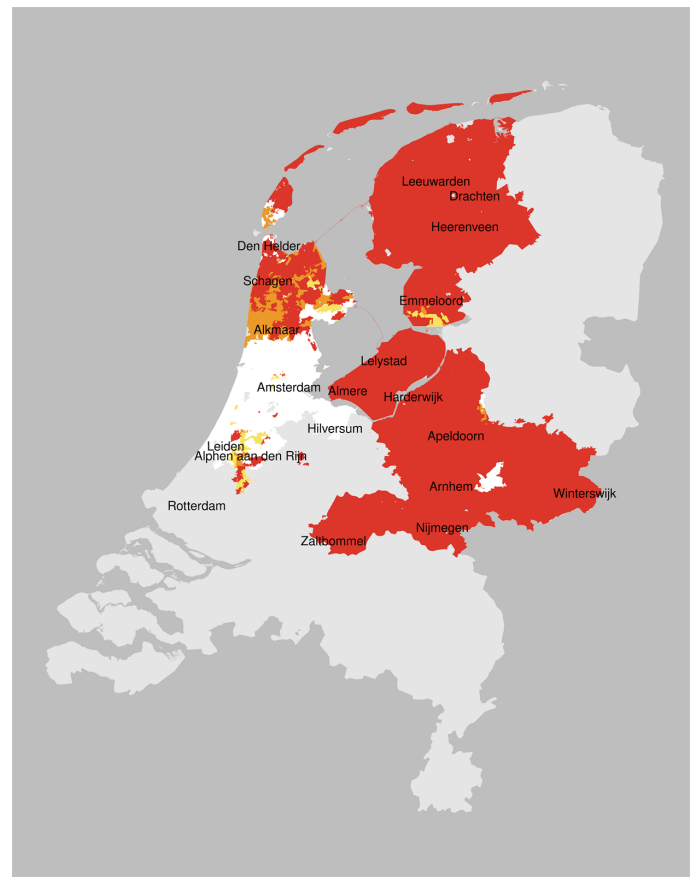 Leeuwarden
Drachten
Heerenveen
Den Helder
Schagen
Emmeloord
Alkmaar
Lelystad
Amsterdam
Almere
Harderwijk
Hilversum
Apeldoorn
Leiden
Alphen aan den Rijn
Arnhem
Winterswijk
Rotterdam
Nijmegen
Zaltbommel